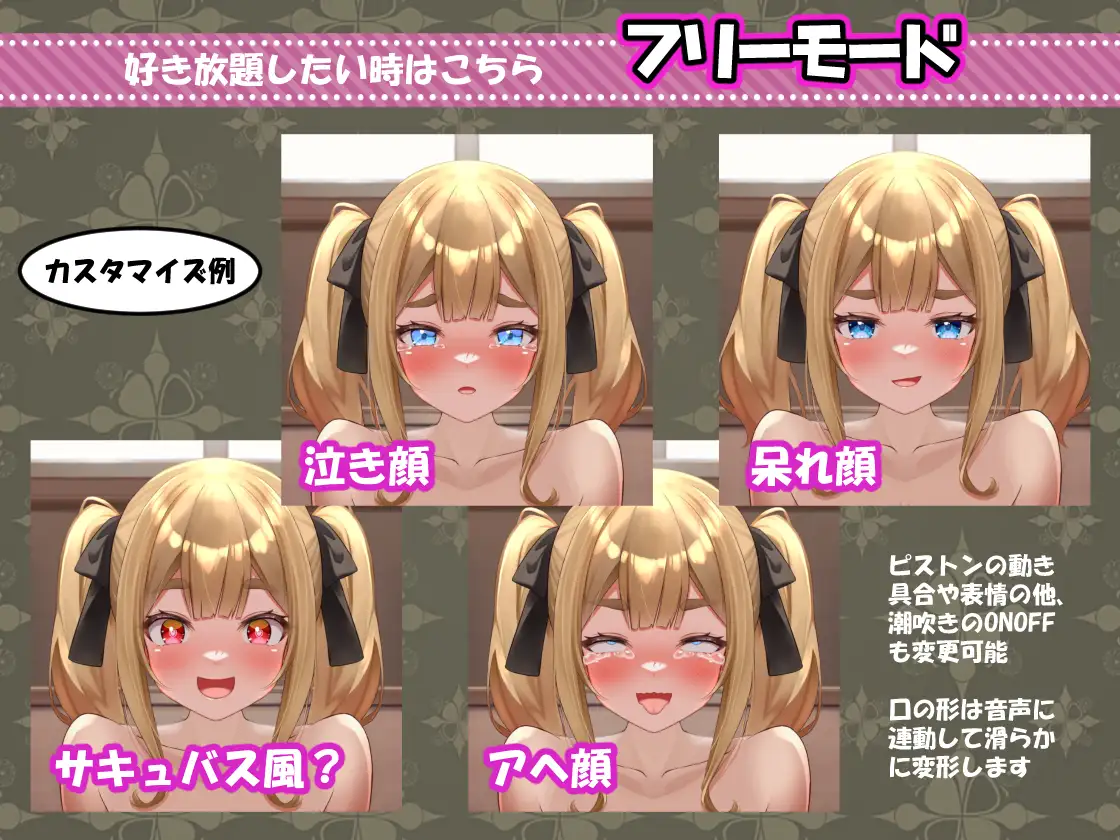 好き放題したい時はこちら
フリーモード
カスタマイズ例
泣き顔
呆れ顔
サキュバス風？
アヘ顔
ピストンの動き
具合や表情の他、
潮吹きのONOFF
も変更可能
口の形は音声に
連動して滑らか
に変形します